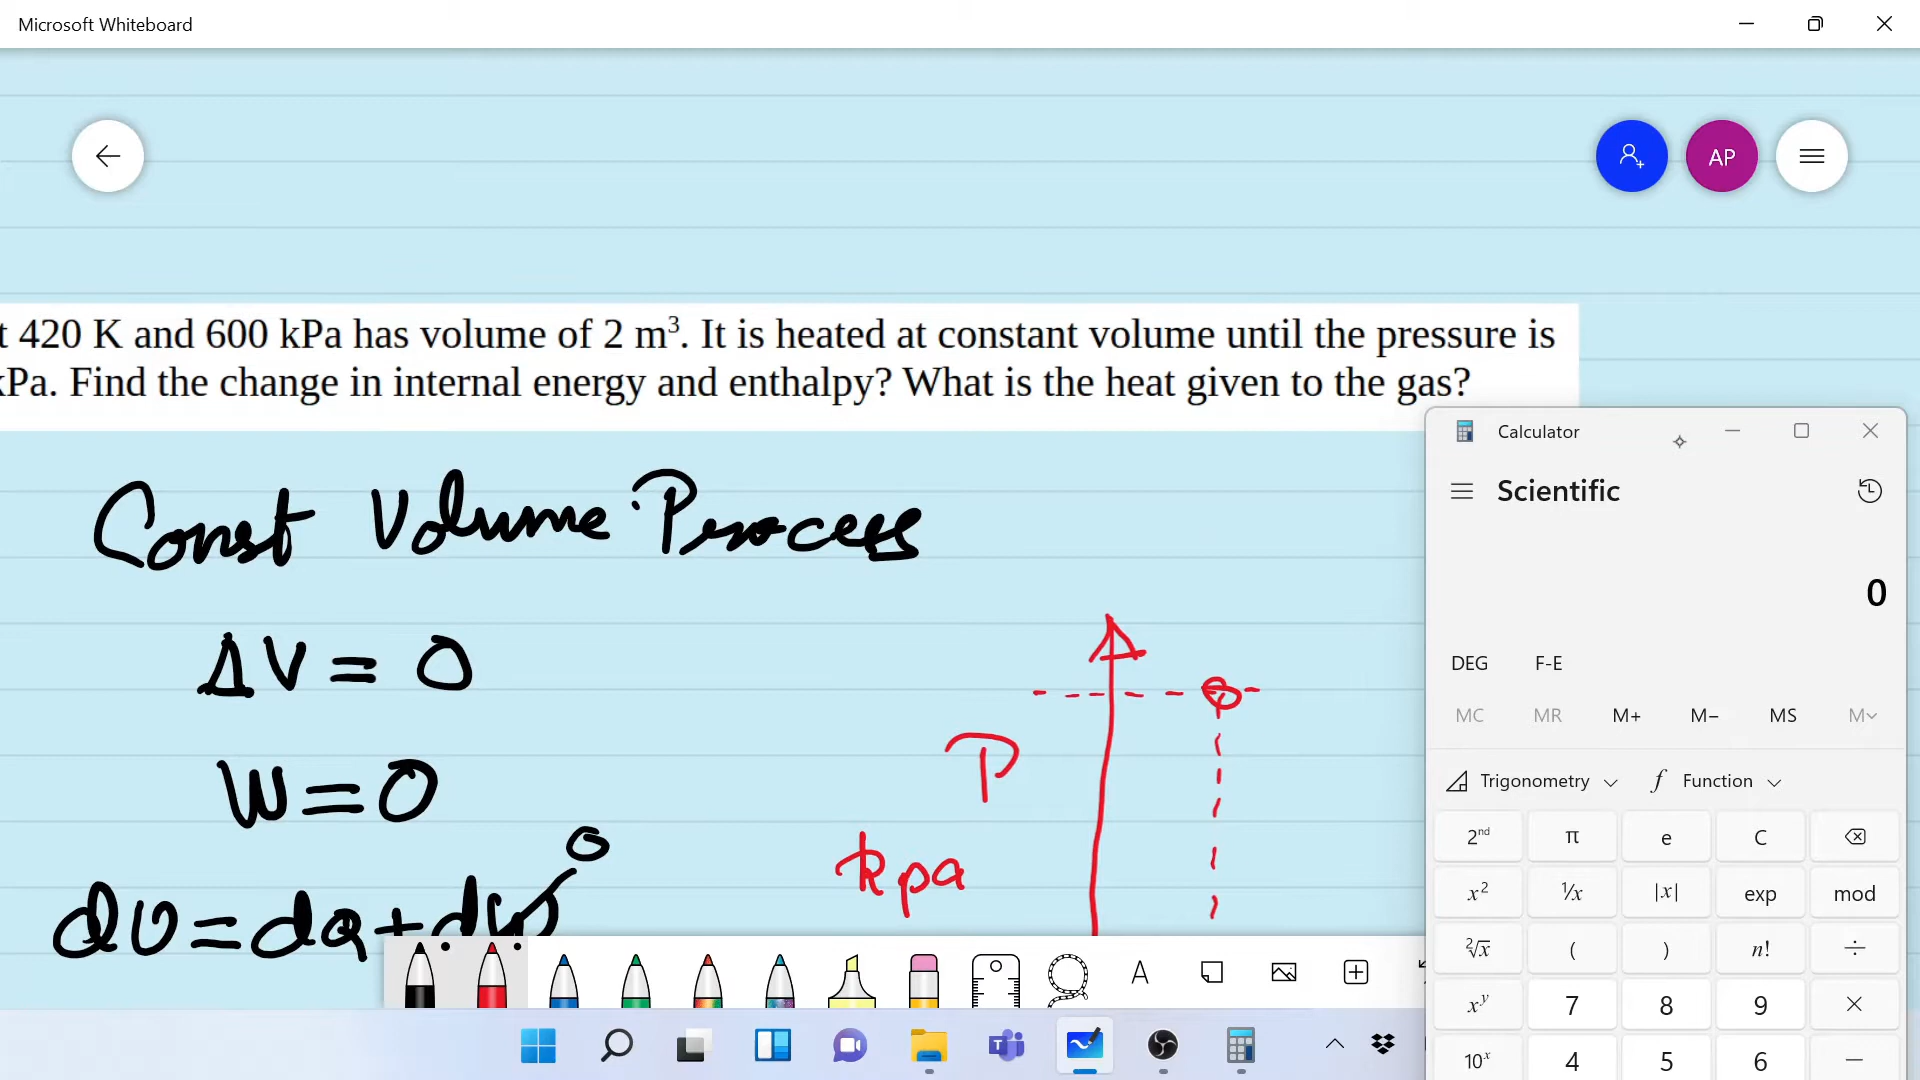 Microsoft Whiteboard
AP
t 420 K and 600 kPa has volume of 2 m³. It is heated at constant volume until the pressure is
kPa. Find the change in internal energy and enthalpy? What is the heat given to the gas?
Const Volume Process
ΔV = 0
W = 0
0
dU = dQ + dW
P
kpa
Calculator
Scientific
0
DEG F-E
MC MR M+ M− MS M
Trigonometry f Function
2nd π e C
x² ¹/x |x| exp mod
²√x ( ) n! ÷
xʸ 7 8 9 ×
10ˣ 4 5 6 −
A